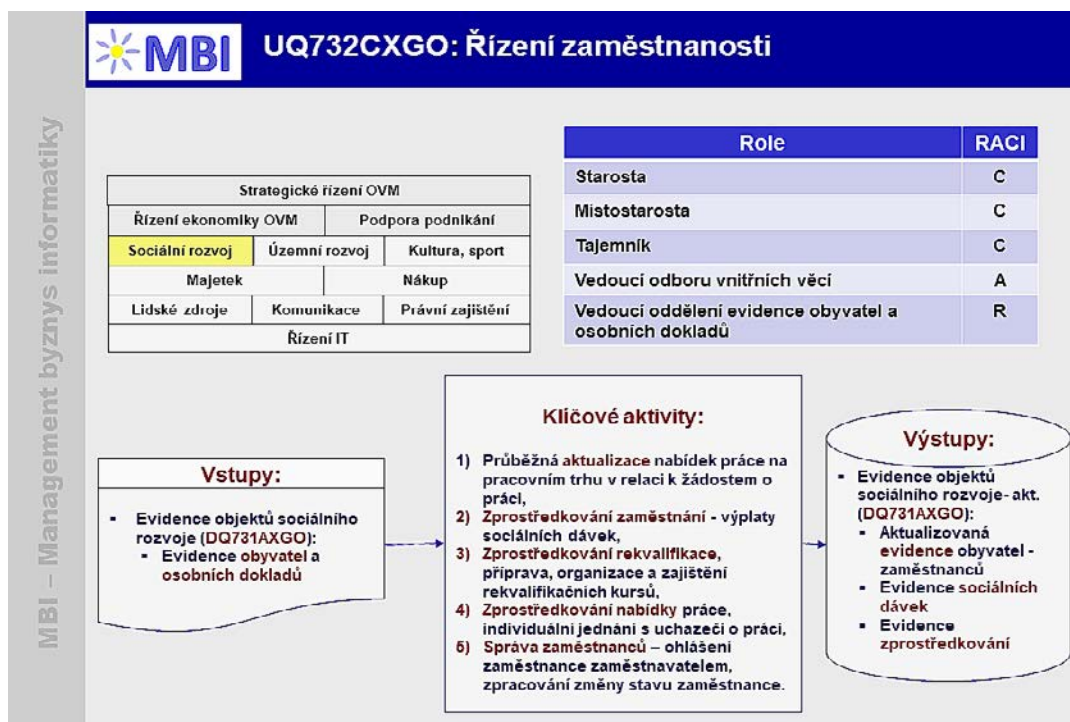 MBI – Management byznys informatiky
MBI
UQ732CXGO: Řízení zaměstnanosti
Role RACI
Starosta C
Místostarosta C
Tajemník C
Vedoucí odboru vnitřních věcí A
Vedoucí oddělení evidence obyvatel a
osobních dokladů R
Strategické řízení OVM
Řízení ekonomiky OVM Podpora podnikání
Sociální rozvoj Územní rozvoj Kultura, sport
Majetek Nákup
Lidské zdroje Komunikace Právní zajištění
Řízení IT
Vstupy:
▪ Evidence objektů sociálního
rozvoje (DQ731AXGO):
▪ Evidence obyvatel a
osobních dokladů
Klíčové aktivity:
1) Průběžná aktualizace nabídek práce na
pracovním trhu v relaci k žádostem o
práci,
2) Zprostředkování zaměstnání - výplaty
sociálních dávek,
3) Zprostředkování rekvalifikace,
příprava, organizace a zajištění
rekvalifikačních kursů,
4) Zprostředkování nabídky práce,
individuální jednání s uchazeči o práci,
5) Správa zaměstnanců – ohlášení
zaměstnance zaměstnavatelem,
zpracování změny stavu zaměstnance.
Výstupy:
▪ Evidence objektů
sociálního rozvoje- akt.
(DQ731AXGO):
▪ Aktualizovaná
evidence obyvatel -
zaměstnanců
▪ Evidence sociálních
dávek
▪ Evidence
zprostředkování